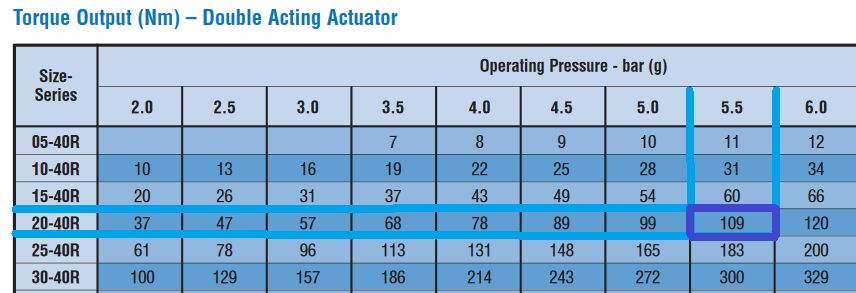 Torque Output (Nm) – Double Acting Actuator
Size-Series Operating Pressure - bar (g)
2.0 2.5 3.0 3.5 4.0 4.5 5.0 5.5 6.0
05-40R 7 8 9 10 11 12
10-40R 10 13 16 19 22 25 28 31 34
15-40R 20 26 31 37 43 49 54 60 66
20-40R 37 47 57 68 78 89 99 109 120
25-40R 61 78 96 113 131 148 165 183 200
30-40R 100 129 157 186 214 243 272 300 329